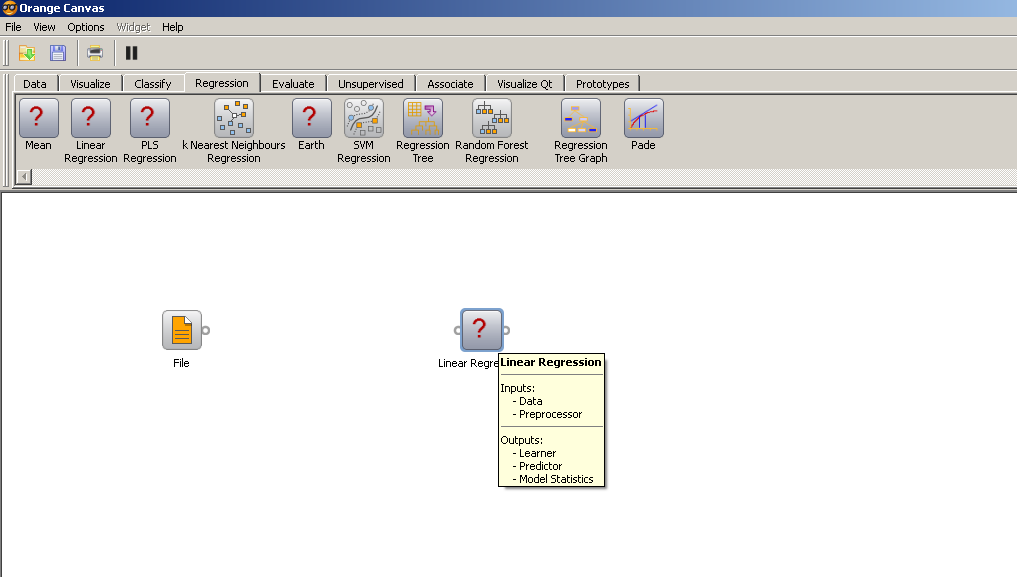 Orange Canvas
File View Options Widget Help
Data Visualize Classify Regression Evaluate Unsupervised Associate Visualize Qt Prototypes
? ? ? ?
Mean Linear PLS k Nearest Neighbours Earth SVM Regression Random Forest Regression Pade
Regression Regression Regression Regression Tree Regression Tree Graph
?
File Linear Regre
Linear Regression
Inputs:
- Data
- Preprocessor
Outputs:
- Learner
- Predictor
- Model Statistics